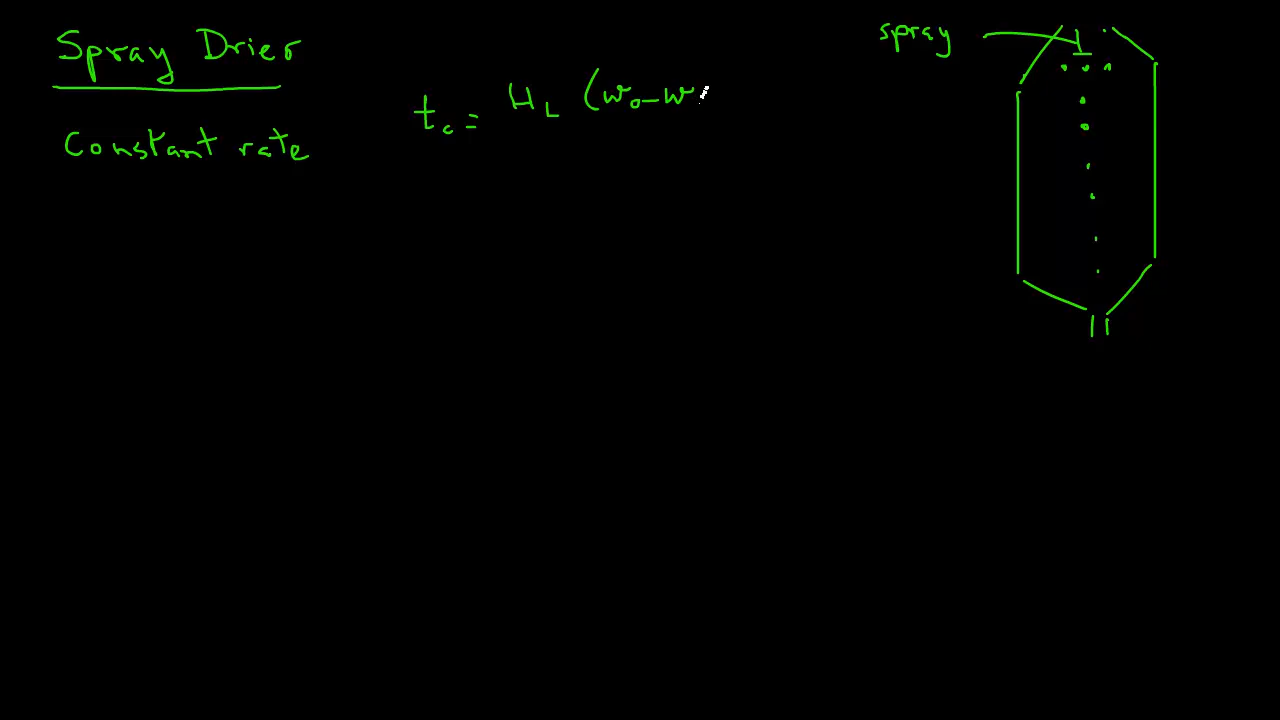 Spray Drier
spray
t_c = H_L (w_o - w
Constant rate